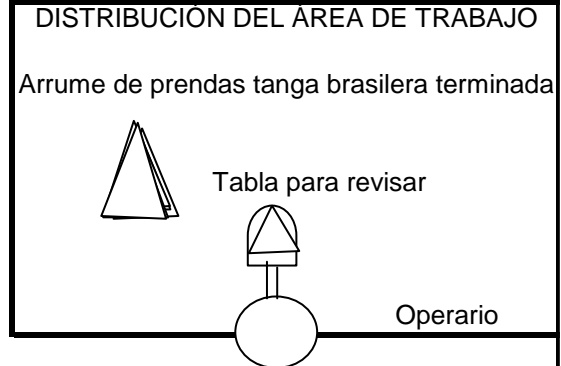 DISTRIBUCIÓN DEL ÁREA DE TRABAJO
Arrume de prendas tanga brasilera terminada
Tabla para revisar
Operario